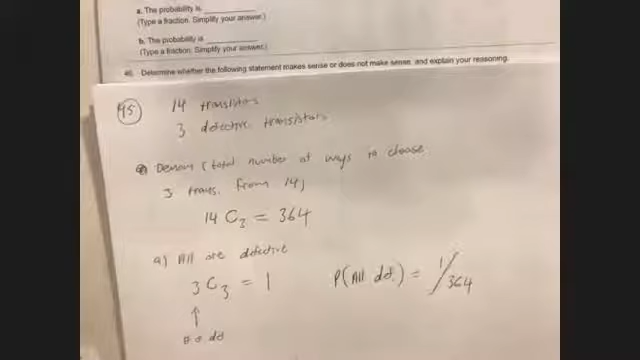 a. The probability is
(Type a fraction. Simplify your answer.)
b. The probability is
(Type a fraction. Simplify your answer.)
46. Determine whether the following statement makes sense or does not make sense, and explain your reasoning.
45 14 transistors
3 defective transistors
Denom (total number of ways to choose
3 trans. from 14)
14 C3 = 364
a) All are defective
3 C3 = 1 P(All def.) = 1/364
↑
# of def